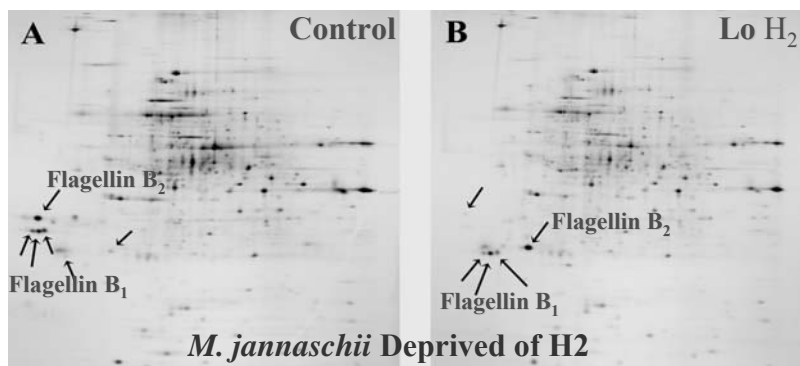 A Control
Flagellin B₂
Flagellin B₁
B Lo H₂
Flagellin B₂
Flagellin B₁
M. jannaschii Deprived of H2